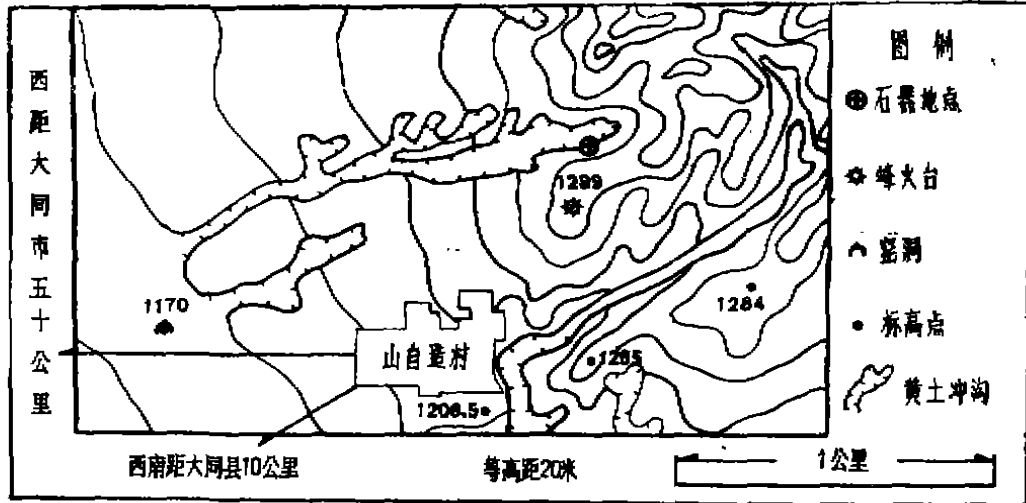 西距大同市五十公里
1299
1170
1284
1285
山自造村
1206.5
图例
石器地点
烽火台
窑洞
标高点
黄土冲沟
西南距大同县10公里
等高距20米
1公里